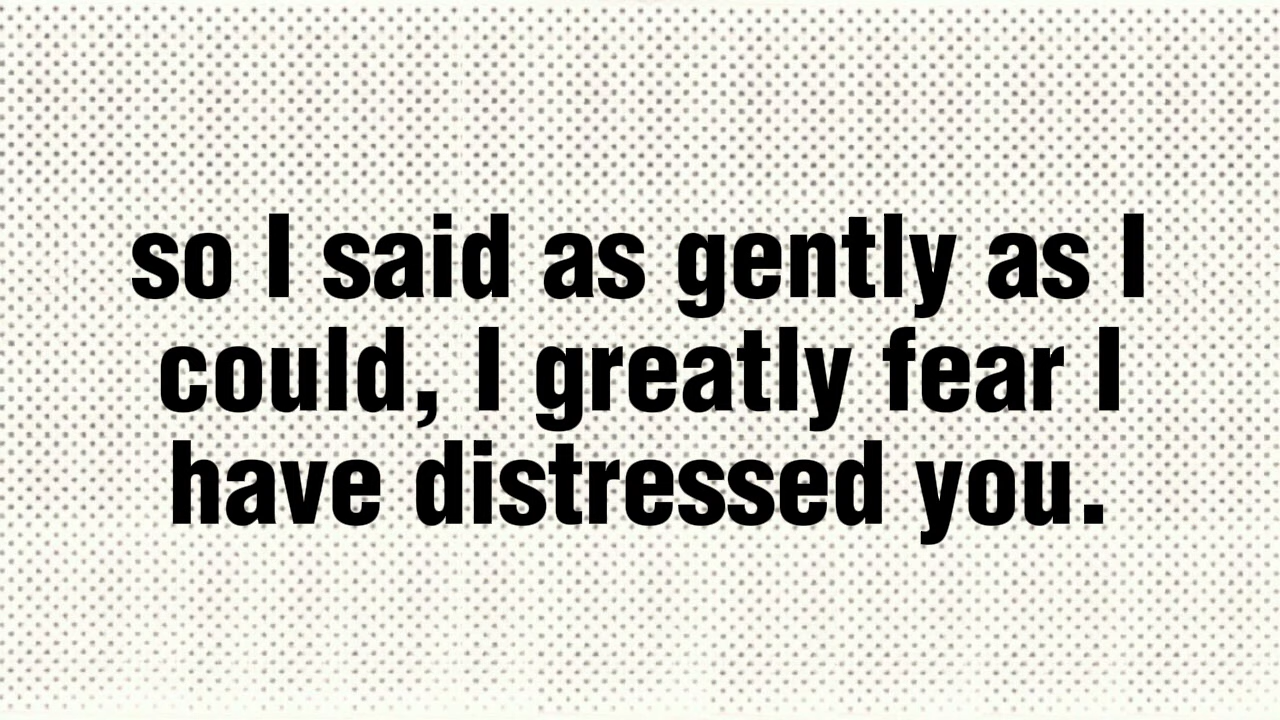 so I said as gently as I
could, I greatly fear I
have distressed you.